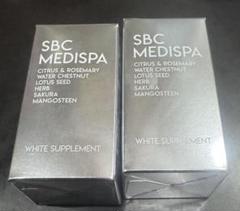 SBC
MEDISPA
CITRUS & ROSEMARY
WATER CHESTNUT
LOTUS SEED
HERB
SAKURA
MANGOSTEEN
WHITE SUPPLEMENT
SBC
MEDISPA
CITRUS & ROSEMARY
WATER CHESTNUT
LOTUS SEED
HERB
SAKURA
MANGOSTEEN
WHITE SUPPLEMENT